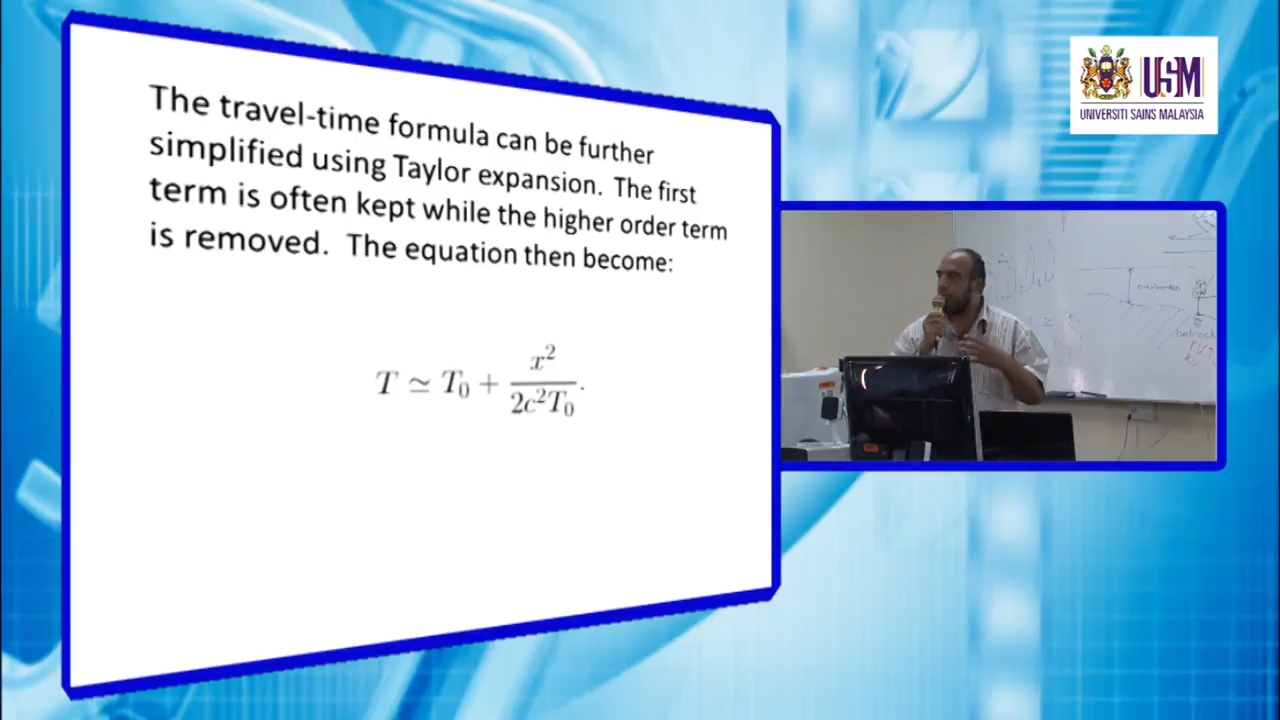 The travel-time formula can be further
simplified using Taylor expansion. The first
term is often kept while the higher order term
is removed. The equation then become:
T ≃ T₀ + x²/2c²T₀.
USM
UNIVERSITI SAINS MALAYSIA
overburden
bedrock